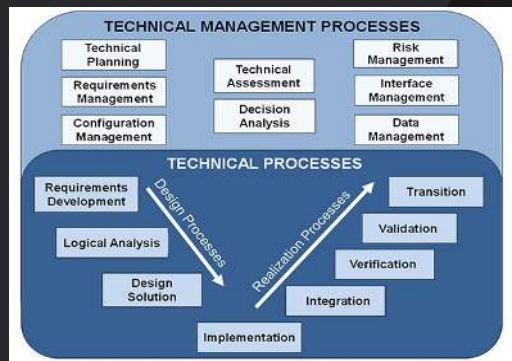 TECHNICAL MANAGEMENT PROCESSES
Technical
Planning
Requirements
Management
Configuration
Management
Technical
Assessment
Decision
Analysis
Risk
Management
Interface
Management
Data
Management
TECHNICAL PROCESSES
Requirements
Development
Logical Analysis
Design
Solution
Implementation
Design Processes
Realization Processes
Transition
Validation
Verification
Integration